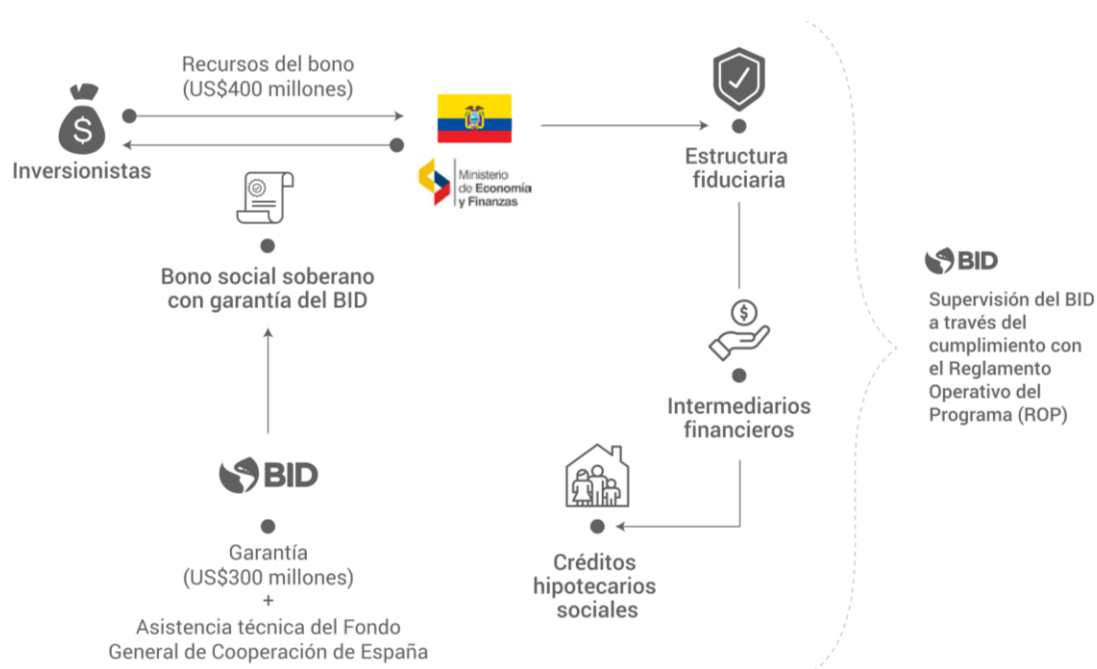 Recursos del bono
(US$400 millones)
$
Inversionistas
Ministerio
de Economía
y Finanzas
Bono social soberano
con garantía del BID
BID
Garantía
(US$300 millones)
+
Asistencia técnica del Fondo
General de Cooperación de España
Estructura
fiduciaria
$
Intermediarios
financieros
Créditos
hipotecarios
sociales
BID
Supervisión del BID
a través del
cumplimiento con
el Reglamento
Operativo del
Programa (ROP)